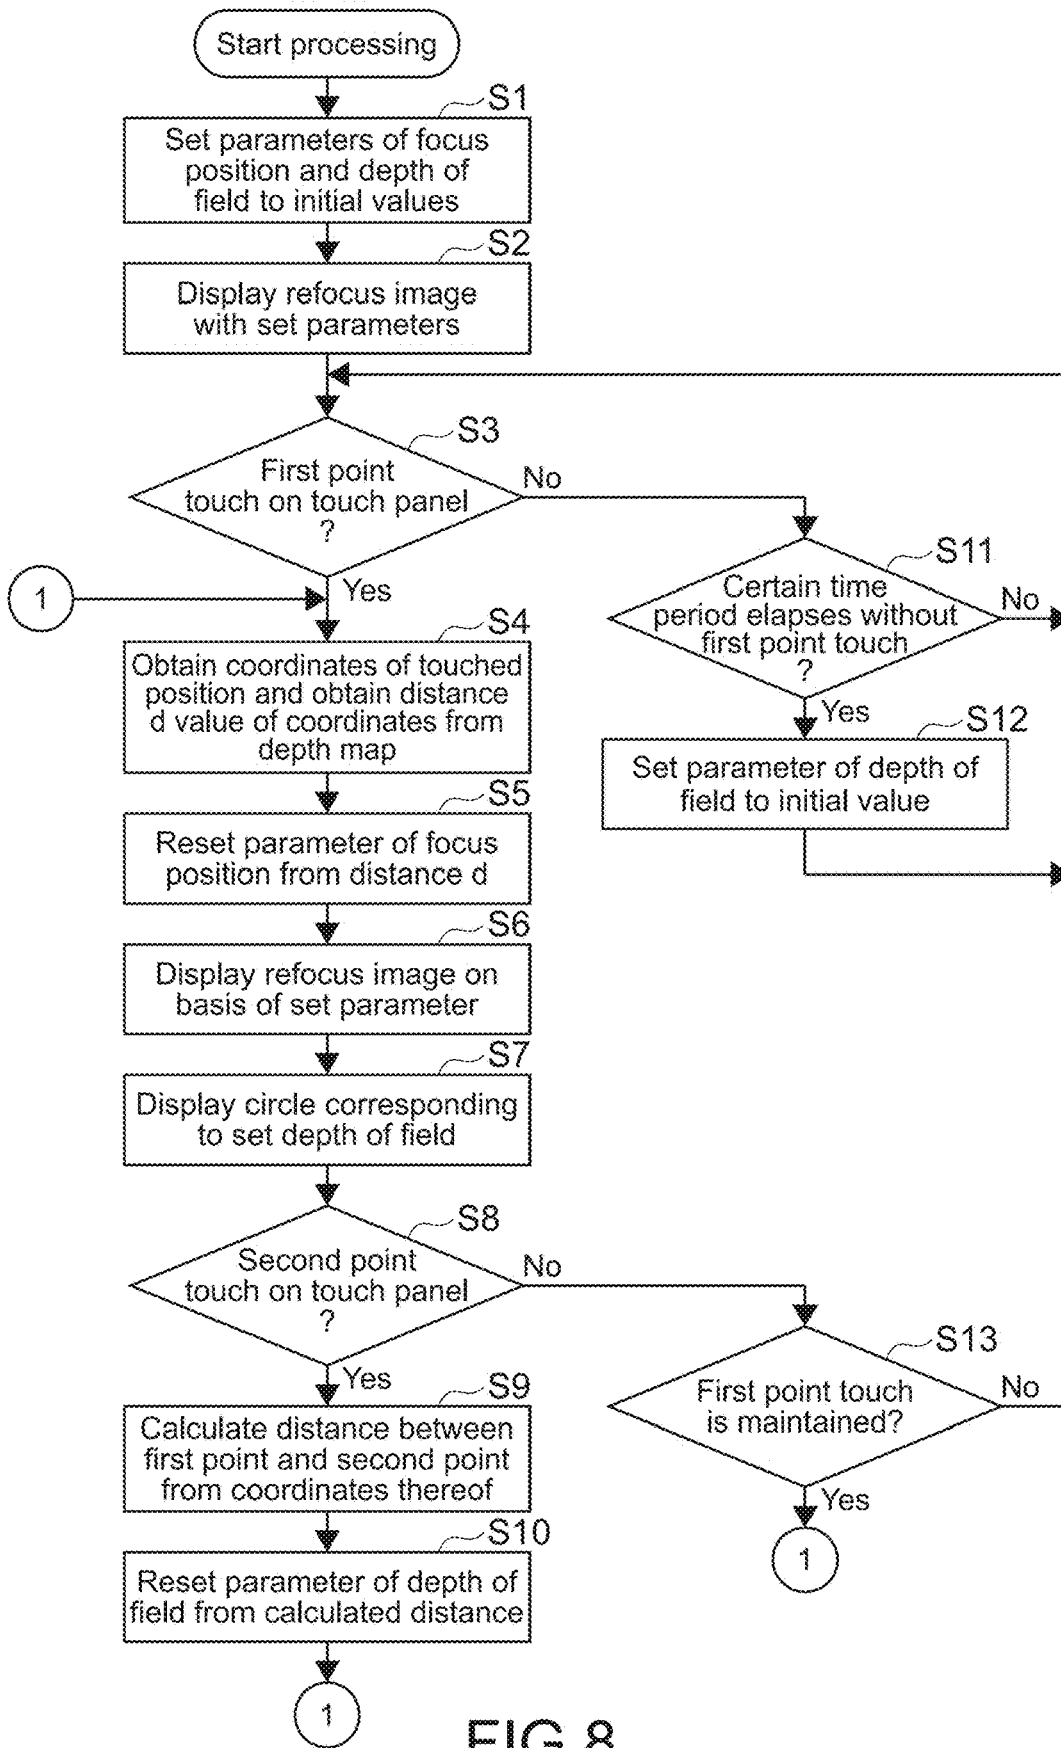 Start processing
S1
Set parameters of focus
position and depth of
field to initial values
S2
Display refocus image
with set parameters
S3
First point
touch on touch panel
?
No
Yes
1
S11
Certain time
period elapses without
first point touch
?
No
Yes
S4
Obtain coordinates of touched
position and obtain distance
d value of coordinates from
depth map
S12
Set parameter of depth of
field to initial value
S5
Reset parameter of focus
position from distance d
S6
Display refocus image on
basis of set parameter
S7
Display circle corresponding
to set depth of field
S8
Second point
touch on touch panel
?
No
Yes
S13
First point touch
is maintained?
No
Yes
1
S9
Calculate distance between
first point and second point
from coordinates thereof
S10
Reset parameter of depth of
field from calculated distance
1
FIG.8